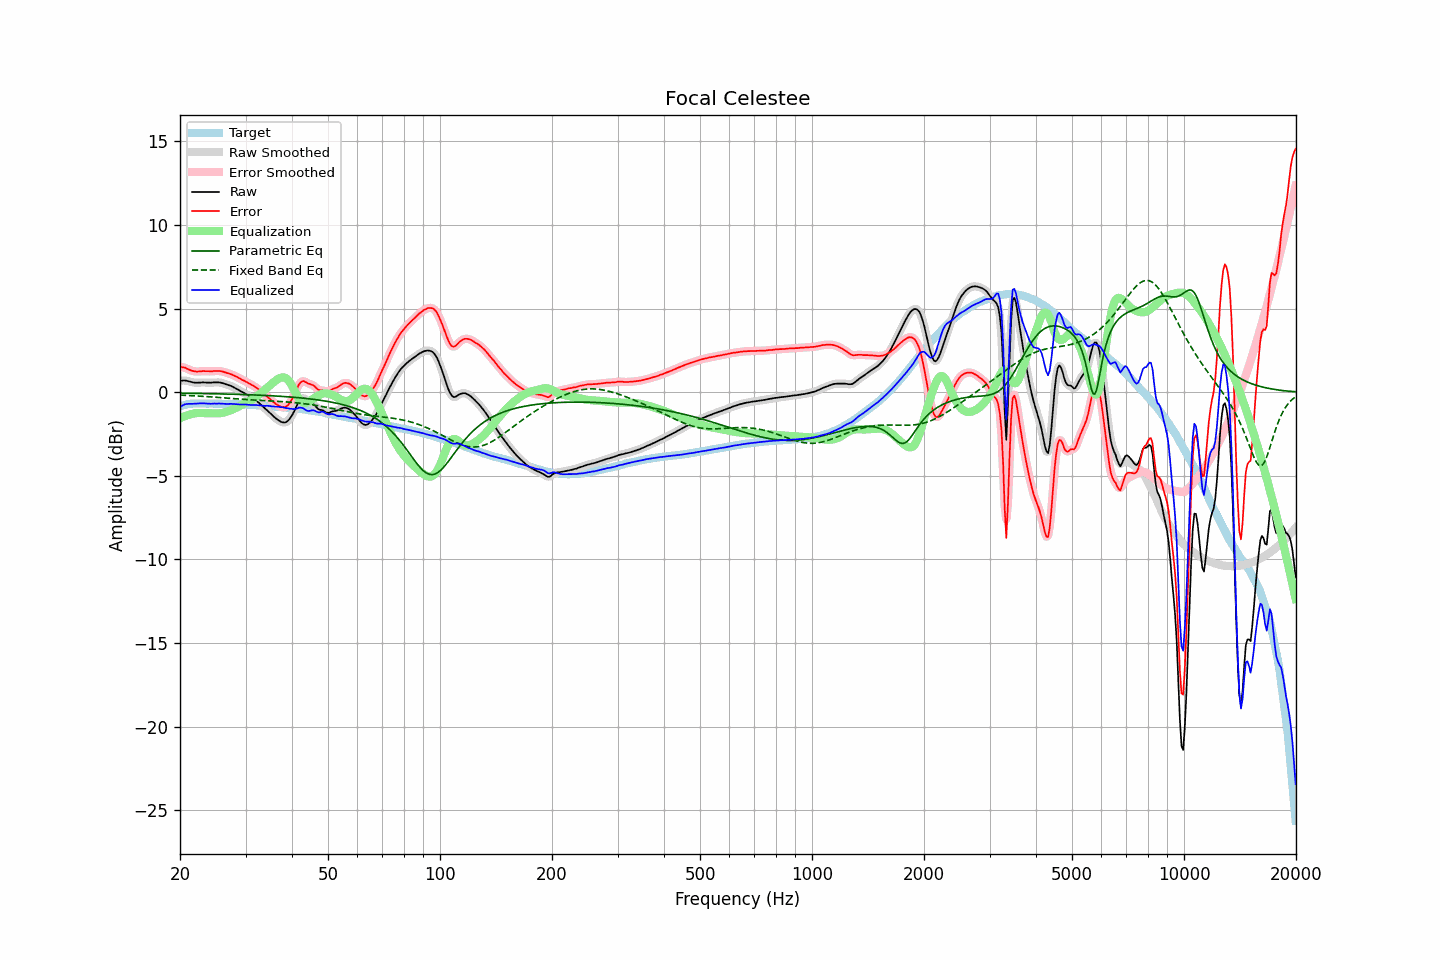 Focal Celestee
Target
Raw Smoothed
Error Smoothed
Raw
Error
Equalization
Parametric Eq
Fixed Band Eq
Equalized
15
10
5
0
−5
−10
−15
−20
−25
Amplitude (dBr)
20
50
100
200
500
1000
2000
5000
10000
20000
Frequency (Hz)